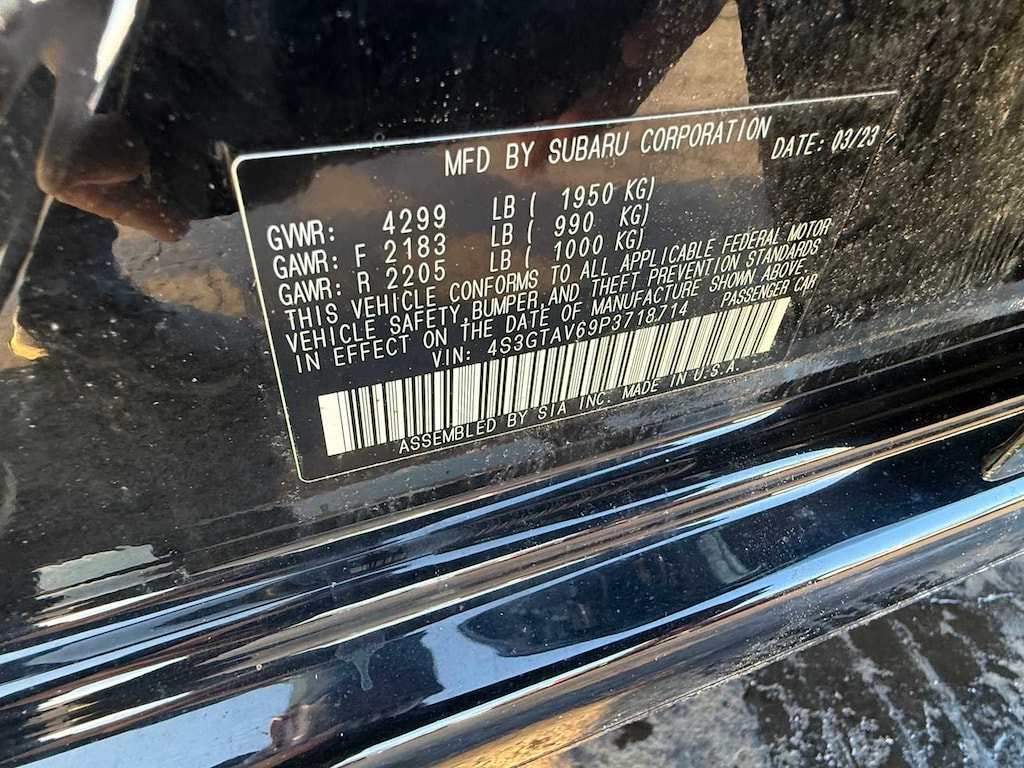 MFD BY SUBARU CORPORATION DATE: 03/23
GVWR: 4299 LB ( 1950 KG)
GAWR: F 2183 LB ( 990 KG)
GAWR: R 2205 LB ( 1000 KG)
THIS VEHICLE CONFORMS TO ALL APPLICABLE FEDERAL MOTOR
VEHICLE SAFETY, BUMPER, AND THEFT PREVENTION STANDARDS
IN EFFECT ON THE DATE OF MANUFACTURE SHOWN ABOVE.
VIN: 4S3GTAV69P3718714 PASSENGER CAR
ASSEMBLED BY SIA INC. MADE IN U.S.A.